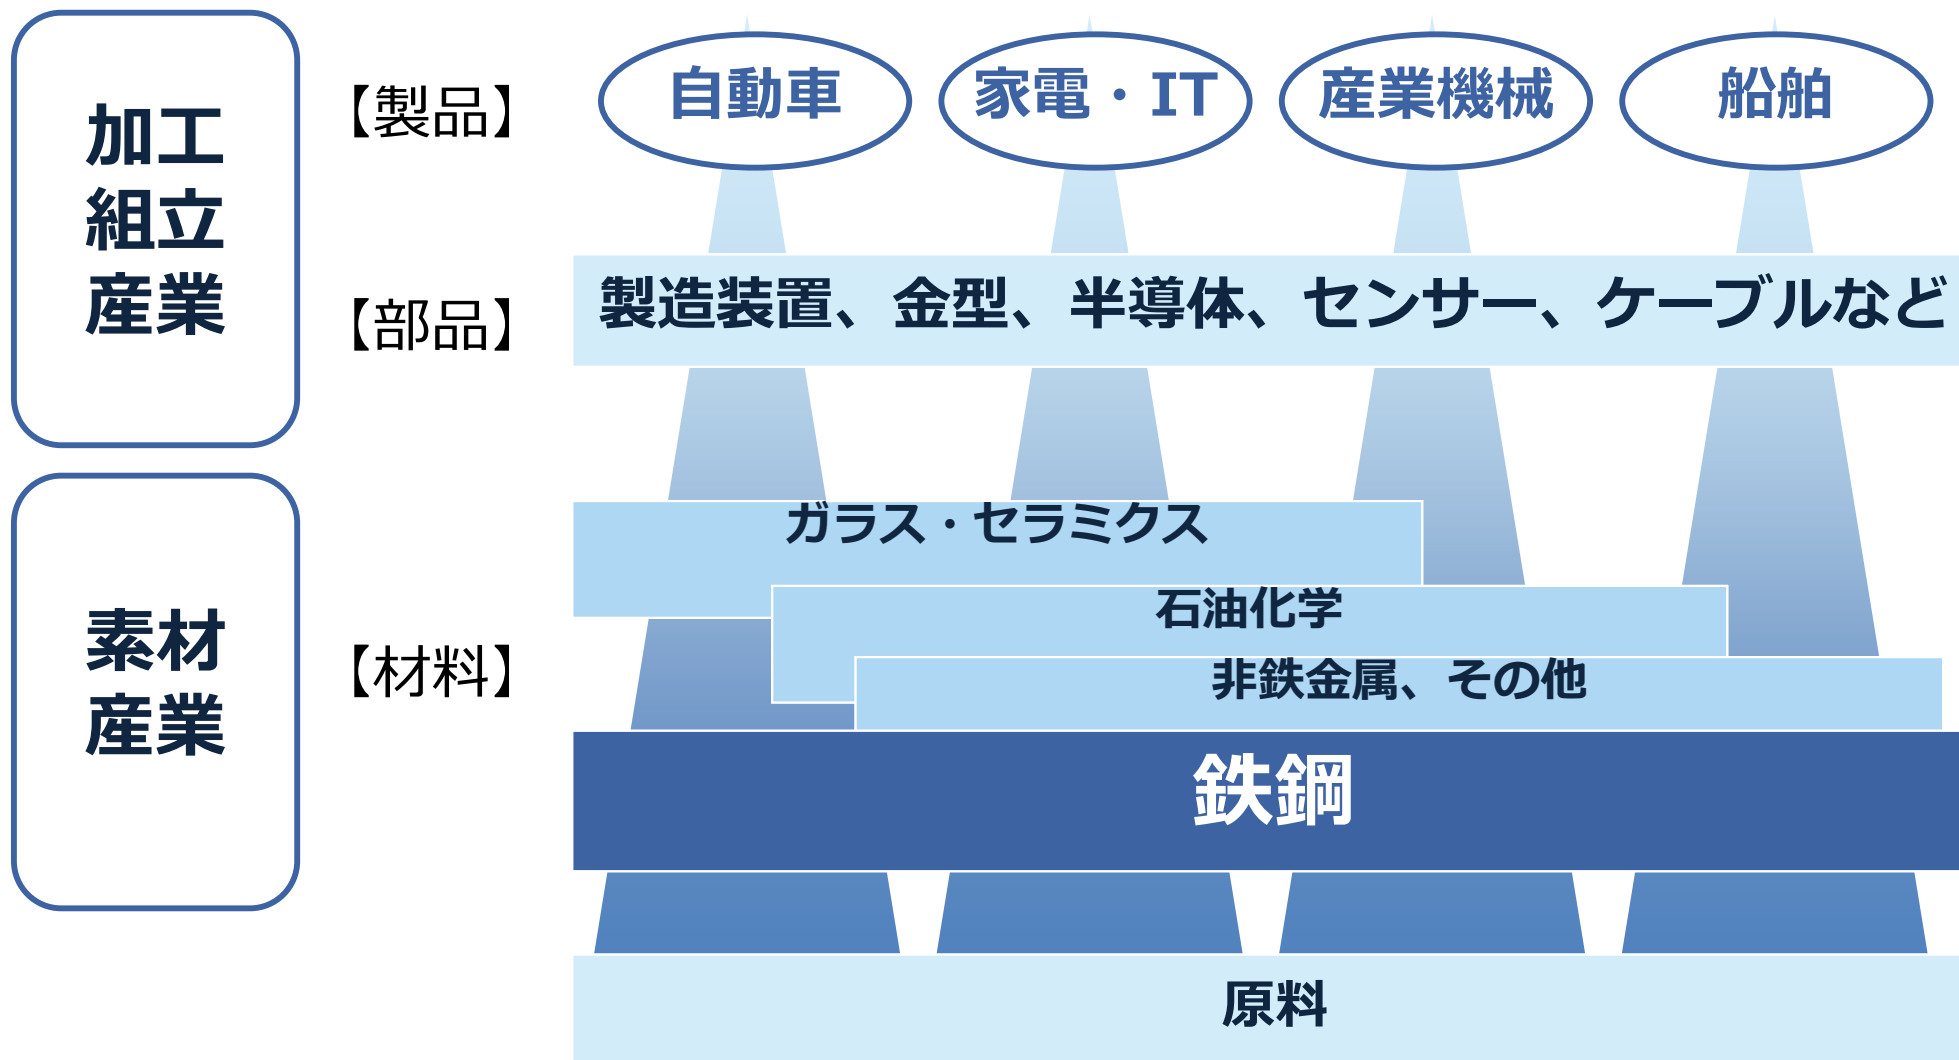 加工
組立
産業
【製品】
自動車
家電・IT
産業機械
船舶
【部品】
製造装置、金型、半導体、センサー、ケーブルなど
素材
産業
【材料】
ガラス・セラミクス
石油化学
非鉄金属、その他
鉄鋼
原料